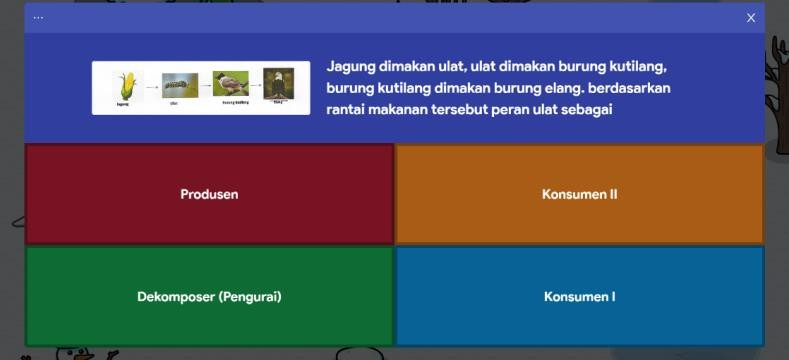 ...
X
Jagung dimakan ulat, ulat dimakan burung kutilang,
burung kutilang dimakan burung elang. berdasarkan
rantai makanan tersebut peran ulat sebagai
Jagung
ulat
burung kutilang
elang
Produsen
Konsumen II
Dekomposer (Pengurai)
Konsumen I